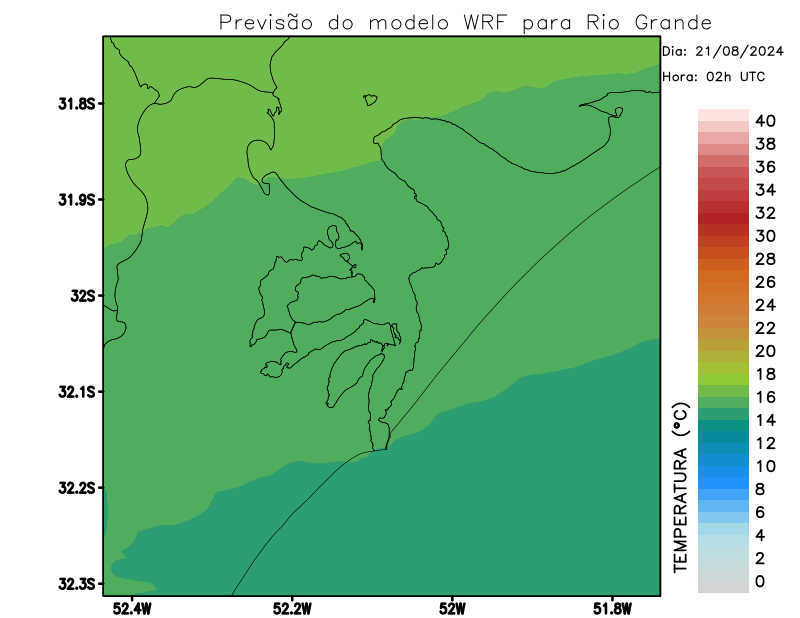 Previsão do modelo WRF para Rio Grande
Dia: 21/08/2024
Hora: 02h UTC
31.8S
31.9S
32S
32.1S
32.2S
32.3S
52.4W
52.2W
52W
51.8W
TEMPERATURA (°C)
40
38
36
34
32
30
28
26
24
22
20
18
16
14
12
10
8
6
4
2
0